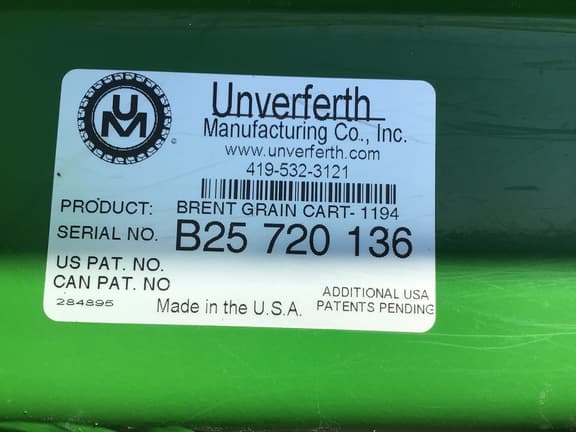 UM
Unverferth
Manufacturing Co., Inc.
www.unverferth.com
419-532-3121
PRODUCT: BRENT GRAIN CART- 1194
SERIAL NO. B25 720 136
US PAT. NO.
CAN PAT. NO
284895
Made in the U.S.A.
ADDITIONAL USA
PATENTS PENDING